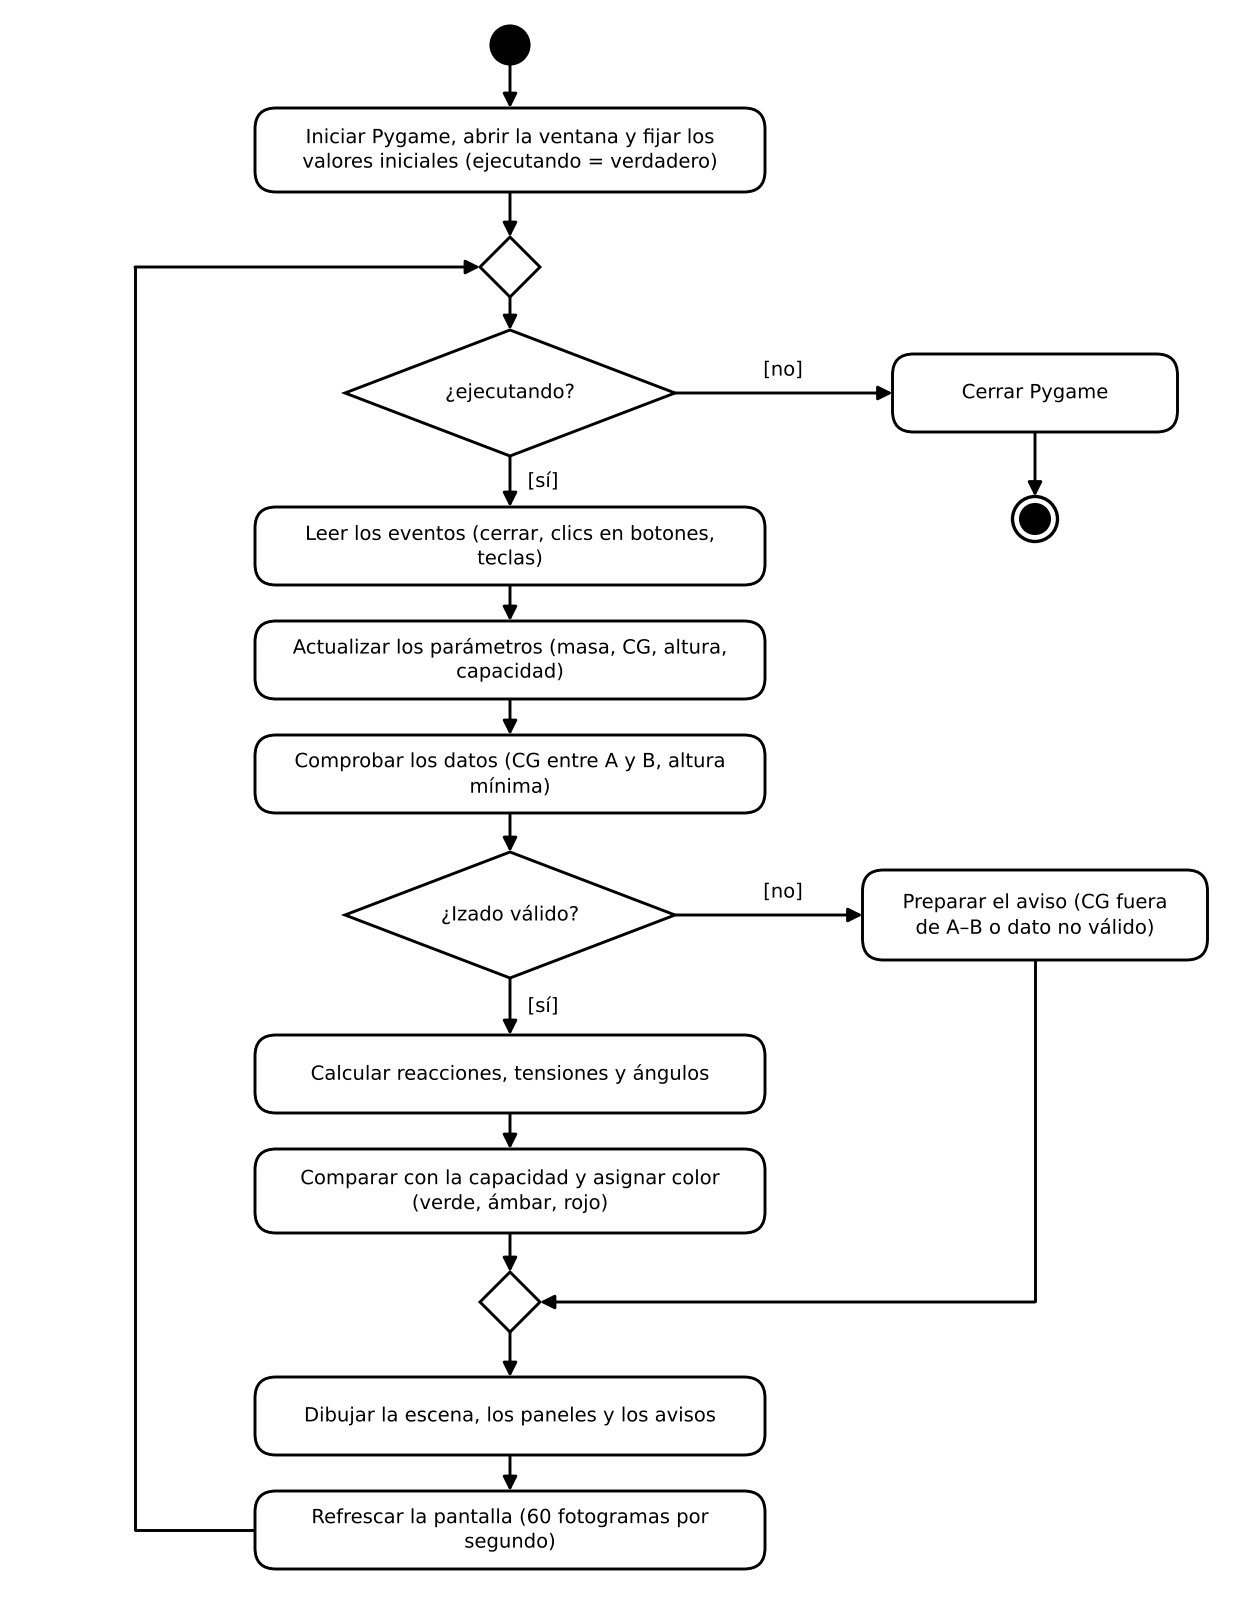 Iniciar Pygame, abrir la ventana y fijar los
valores iniciales (ejecutando = verdadero)
¿ejecutando?
[no]
Cerrar Pygame
[sí]
Leer los eventos (cerrar, clics en botones,
teclas)
Actualizar los parámetros (masa, CG, altura,
capacidad)
Comprobar los datos (CG entre A y B, altura
mínima)
¿Izado válido?
[no]
Preparar el aviso (CG fuera
de A–B o dato no válido)
[sí]
Calcular reacciones, tensiones y ángulos
Comparar con la capacidad y asignar color
(verde, ámbar, rojo)
Dibujar la escena, los paneles y los avisos
Refrescar la pantalla (60 fotogramas por
segundo)